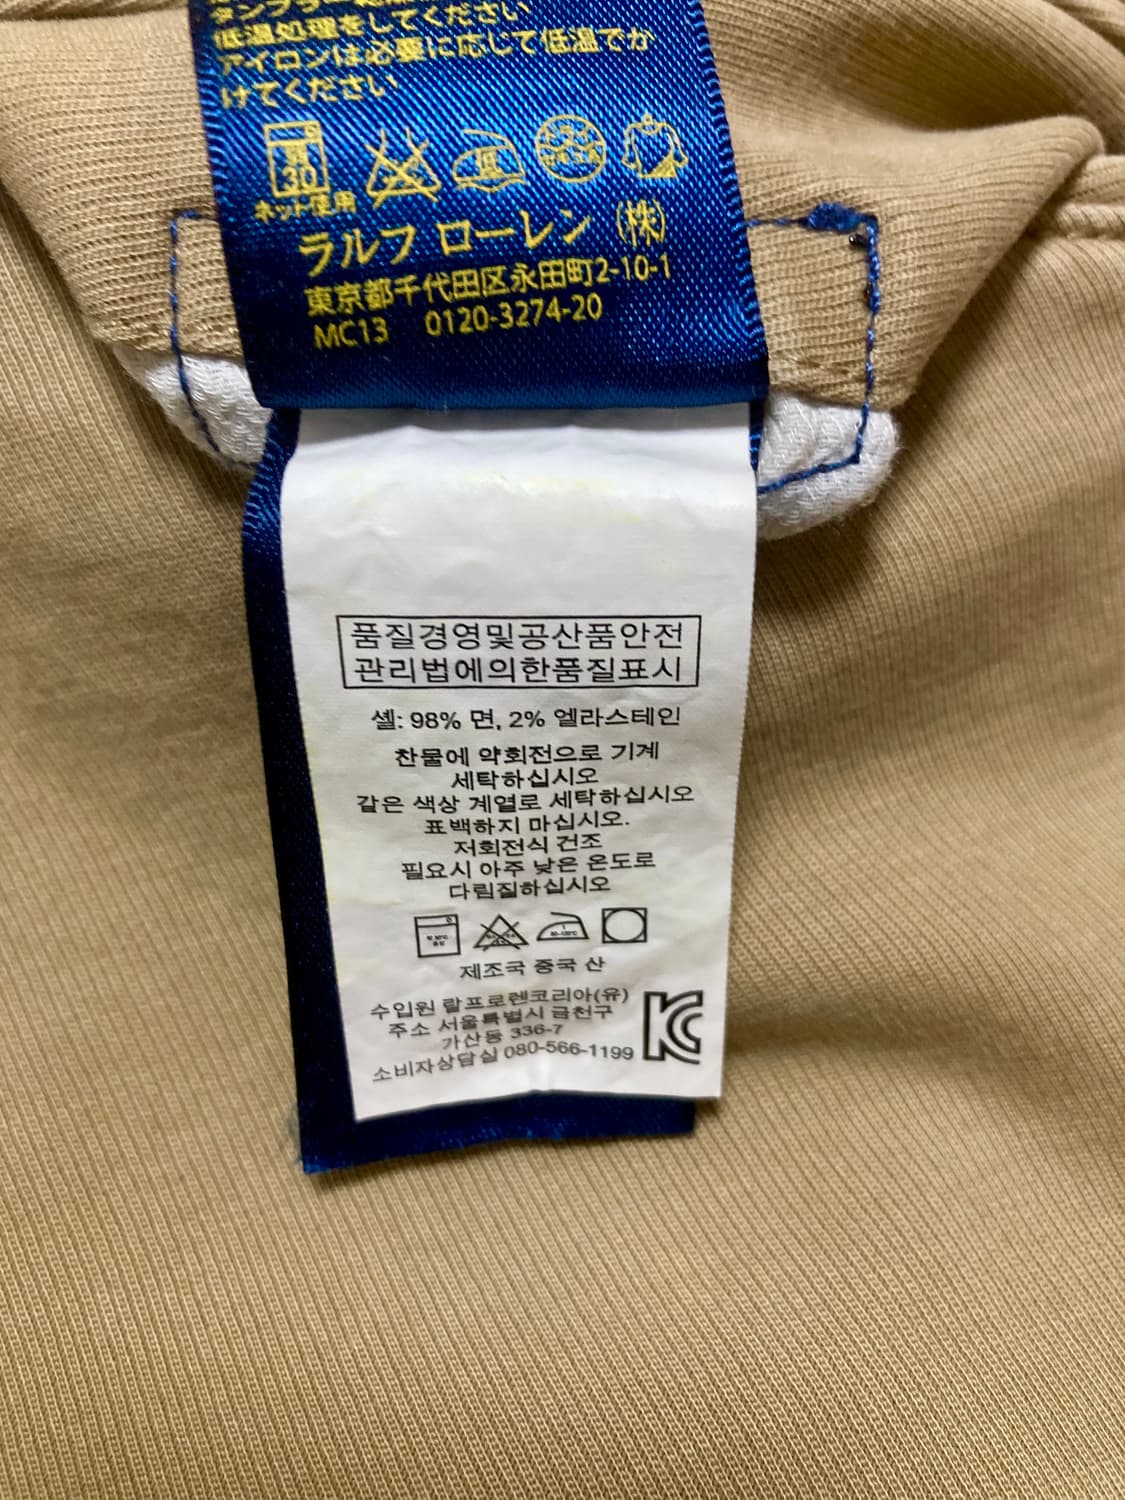 低温処理をしてください
アイロンは必要に応じて低温でか
けてください
30
低
ネット使用
ラルフ ローレン (株)
東京都千代田区永田町2-10-1
MC13 0120-3274-20
품질경영및공산품안전
관리법에의한품질표시
셸: 98% 면, 2% 엘라스테인
찬물에 약회전으로 기계
세탁하십시오
같은 색상 계열로 세탁하십시오
표백하지 마십시오.
저회전식 건조
필요시 아주 낮은 온도로
다림질하십시오
제조국 중국 산
수입원 랄프로렌코리아(유)
주소 서울특별시 금천구
가산동 336-7
소비자상담실 080-566-1199
KC